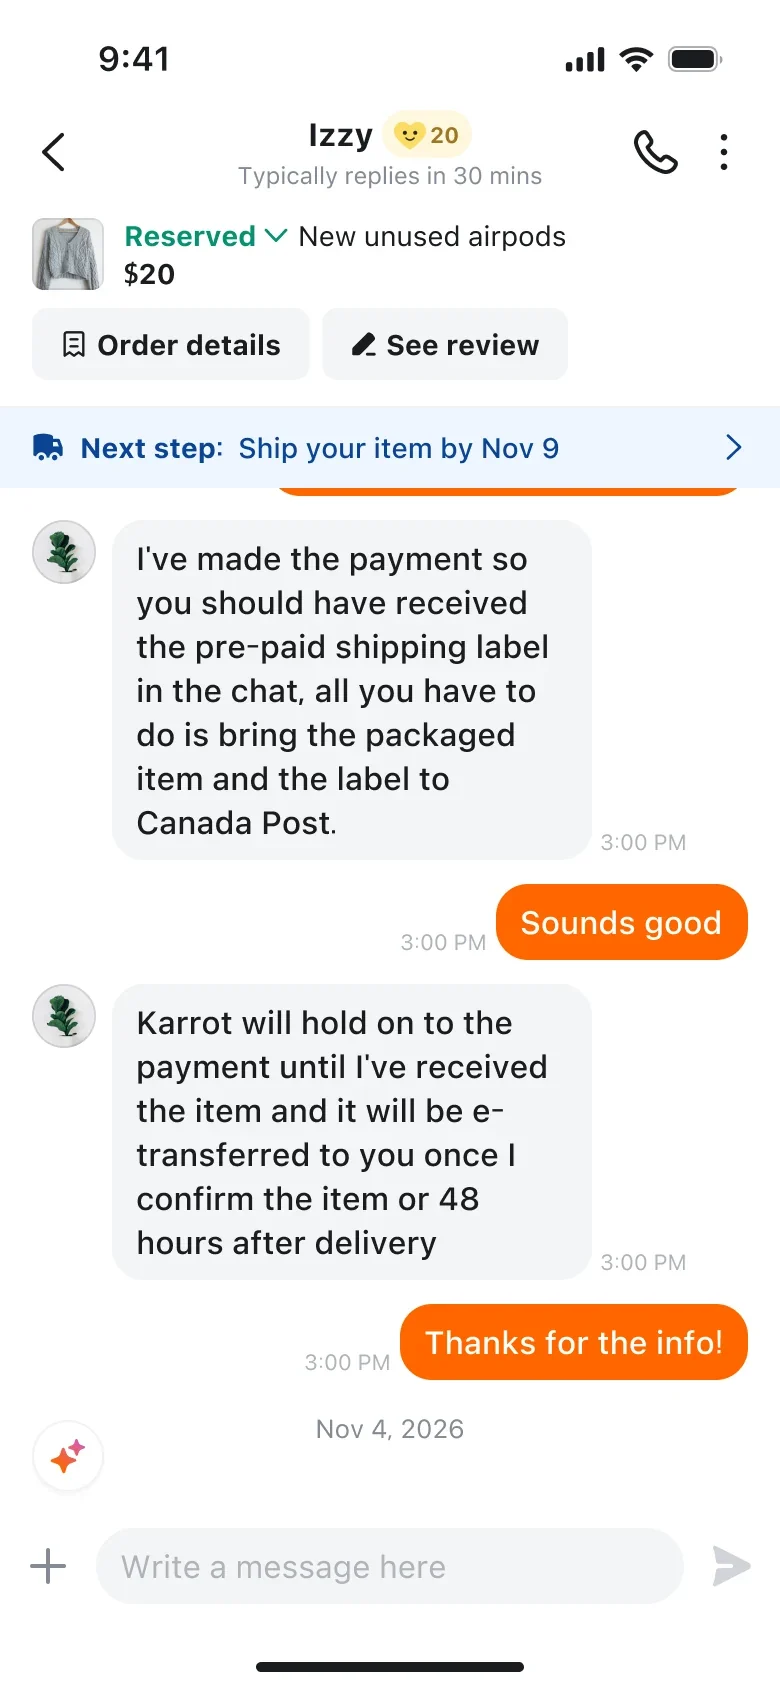 9:41
Izzy 20
Typically replies in 30 mins
Reserved New unused airpods
$20
Order details See review
Next step: Ship your item by Nov 9
I've made the payment so
you should have received
the pre-paid shipping label
in the chat, all you have to
do is bring the packaged
item and the label to
Canada Post.
3:00 PM
Sounds good
3:00 PM
Karrot will hold on to the
payment until I've received
the item and it will be e-
transferred to you once I
confirm the item or 48
hours after delivery
3:00 PM
Thanks for the info!
3:00 PM
Nov 4, 2026
Write a message here